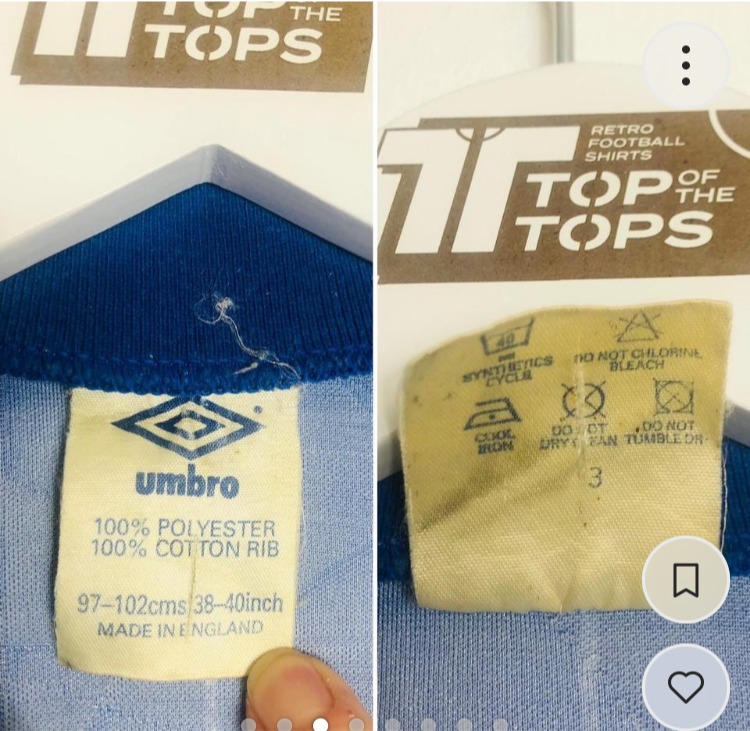 TOP THE
TOPS
umbro
100% POLYESTER
100% COTTON RIB
97–102cms 38–40inch
MADE IN ENGLAND
RETRO
FOOTBALL
SHIRTS
TOP OF THE
TOPS
40
SYNTHETICS
CYCLE
DO NOT CHLORINE
BLEACH
COOL
IRON
DO NOT
DRY CLEAN
DO NOT
TUMBLE DR
3